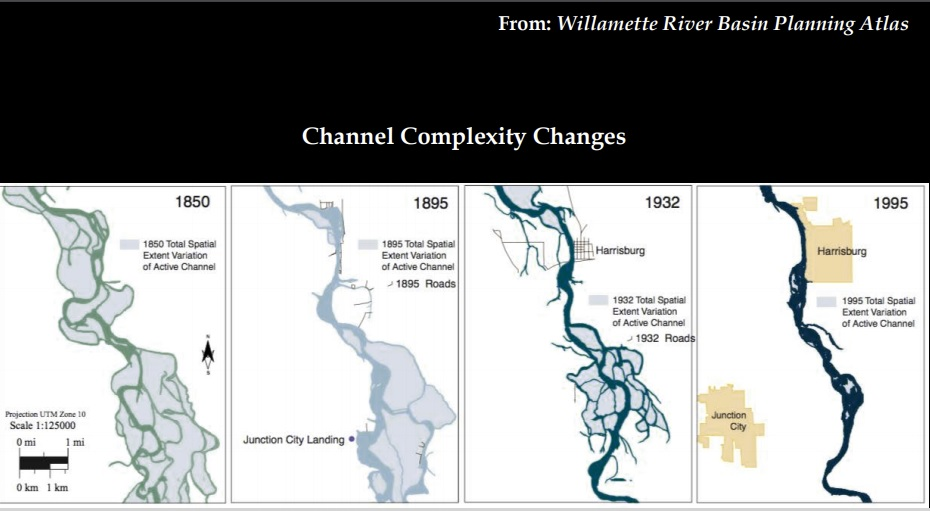 From: Willamette River Basin Planning Atlas
Channel Complexity Changes
1850
1850 Total Spatial
Extent Variation
of Active Channel
N
S
Projection UTM Zone 10
Scale 1:125000
0 mi 1 mi
0 km 1 km
1895
1895 Total Spatial
Extent Variation
of Active Channel
1895 Roads
Junction City Landing
1932
Harrisburg
1932 Total Spatial
Extent Variation
of Active Channel
1932 Roads
1995
Harrisburg
1995 Total Spatial
Extent Variation
of Active Channel
Junction
City